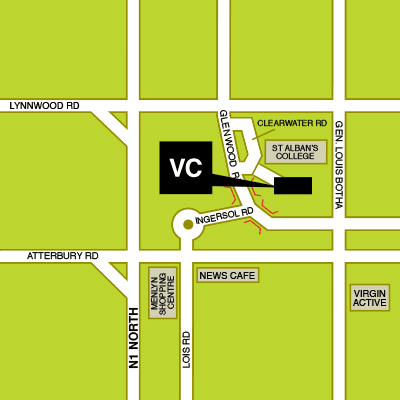 LYNNWOOD RD
GLENWOOD R
CLEARWATER RD
ST ALBAN'S
COLLEGE
GEN. LOUIS BOTHA
VC
INGERSOL RD
ATTERBURY RD
MENLYN
SHOPPING
CENTRE
NEWS CAFE
VIRGIN
ACTIVE
N1 NORTH
LOIS RD